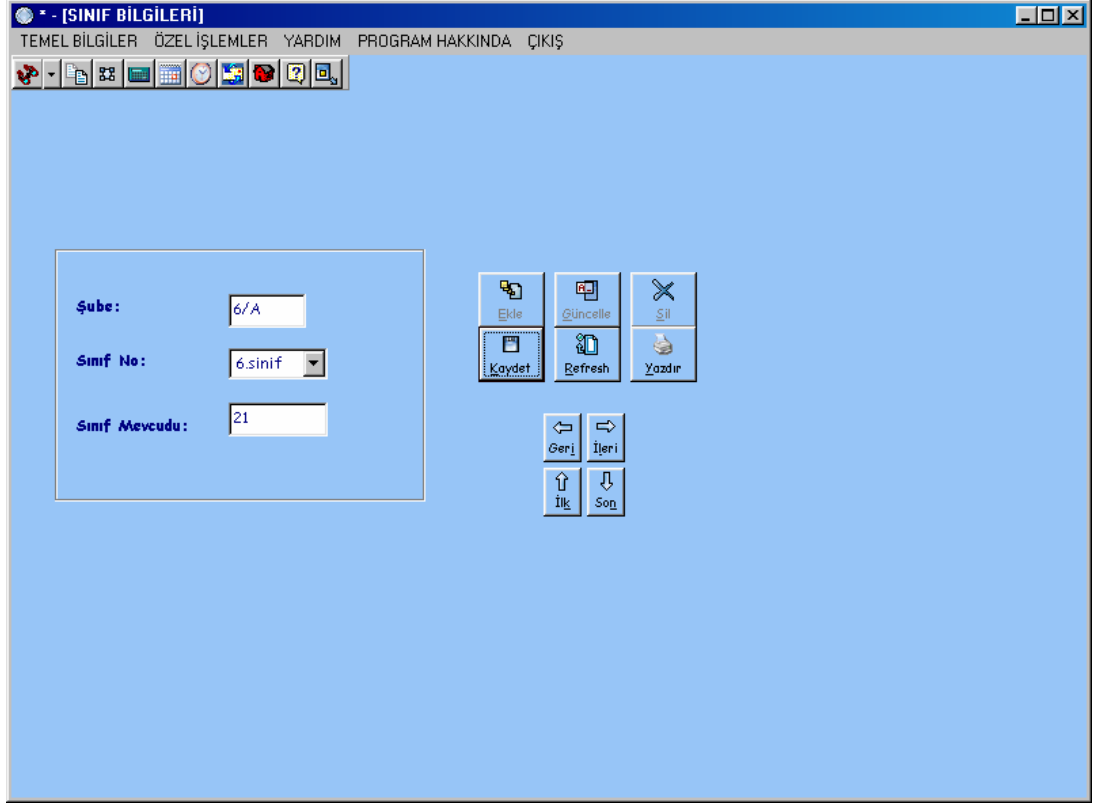 * - [SINIF BİLGİLERİ]
TEMEL BİLGİLER ÖZEL İŞLEMLER YARDIM PROGRAM HAKKINDA ÇIKIŞ
Şube: 6/A
Sınıf No: 6.sinif
Sınıf Mevcudu: 21
Ekle Güncelle Sil
Kaydet Refresh Yazdır
Geri İleri
İlk Son